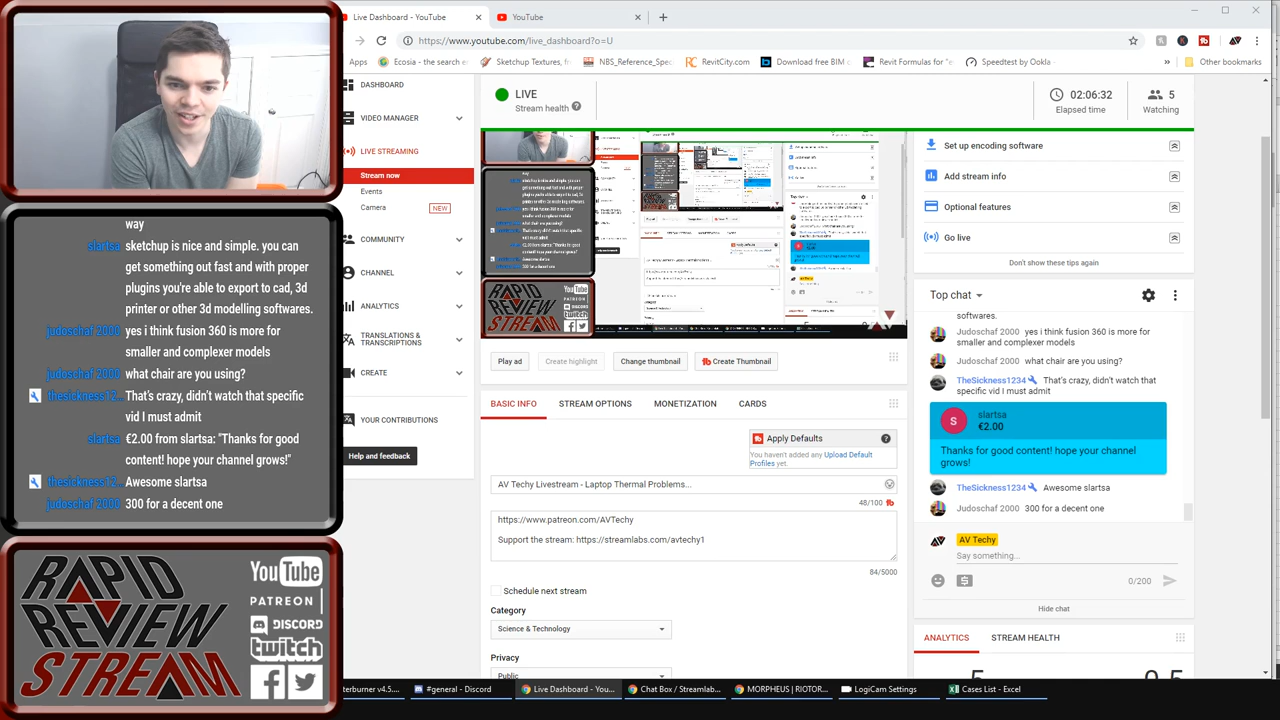 Live Dashboard - YouTube
YouTube
https://www.youtube.com/live_dashboard?o=U
Apps
Ecosia - the search e
Sketchup Textures, fr
NBS_Reference_Spec
RevitCity.com
Download free BIM c
Revit Formulas for "e
Speedtest by Ookla -
»
Other bookmarks
DASHBOARD
VIDEO MANAGER
LIVE STREAMING
Stream now
Events
Camera
NEW
COMMUNITY
CHANNEL
ANALYTICS
TRANSLATIONS &
TRANSCRIPTIONS
CREATE
YOUR CONTRIBUTIONS
Help and feedback
LIVE
Stream health
02:06:32
Elapsed time
5
Watching
Play ad
Create highlight
Change thumbnail
Create Thumbnail
BASIC INFO
STREAM OPTIONS
MONETIZATION
CARDS
Apply Defaults
You haven't added any Upload Default
Profiles yet.
AV Techy Livestream - Laptop Thermal Problems...
48/100
https://www.patreon.com/AVTechy
Support the stream: https://streamlabs.com/avtechy1
84/5000
Schedule next stream
Category
Science & Technology
Privacy
Public
Set up encoding software
Add stream info
Optional features
Go live
Don't show these tips again
Top chat
softwares.
Judoschaf 2000 yes i think fusion 360 is more for
smaller and complexer models
Judoschaf 2000 what chair are you using?
TheSickness1234 That's crazy, didn't watch that
specific vid I must admit
S
slartsa
€2.00
Thanks for good content! hope your channel
grows!
TheSickness1234 Awesome slartsa
Judoschaf 2000 300 for a decent one
AV Techy
Say something...
0/200
Hide chat
ANALYTICS
STREAM HEALTH
way
slartsa sketchup is nice and simple. you can
get something out fast and with proper
plugins you're able to export to cad, 3d
printer or other 3d modelling softwares.
judoschaf 2000 yes i think fusion 360 is more for
smaller and complexer models
judoschaf 2000 what chair are you using?
thesickness12... That's crazy, didn't watch that specific
vid I must admit
slartsa €2.00 from slartsa: "Thanks for good
content! hope your channel grows!"
thesickness12... Awesome slartsa
judoschaf 2000 300 for a decent one
RAPID
REVIEW
STREAM
YouTube
PATREON
DISCORD
twitch
terburner v4.5....
#general - Discord
Live Dashboard - You...
Chat Box / Streamlab...
MORPHEUS | RIOTOR...
LogiCam Settings
Cases List - Excel